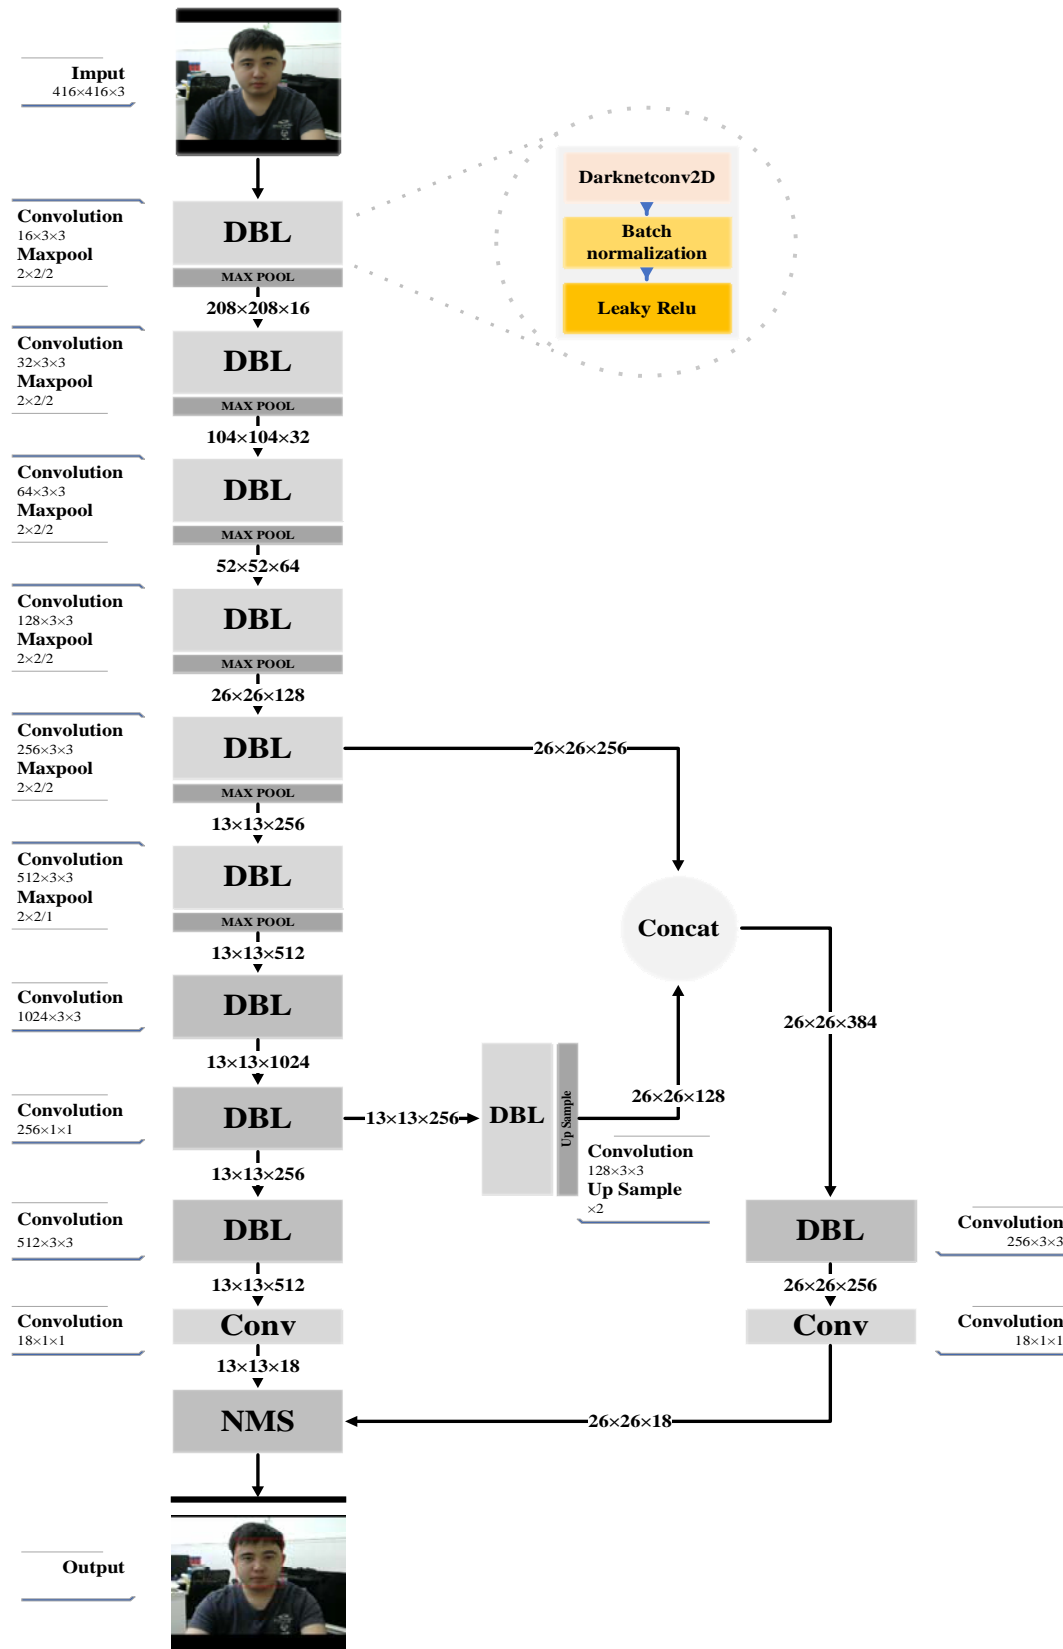 Imput
416×416×3
Darknetconv2D
Batch
normalization
Leaky Relu
Convolution
16×3×3
Maxpool
2×2/2
DBL
MAX POOL
208×208×16
Convolution
32×3×3
Maxpool
2×2/2
DBL
MAX POOL
104×104×32
Convolution
64×3×3
Maxpool
2×2/2
DBL
MAX POOL
52×52×64
Convolution
128×3×3
Maxpool
2×2/2
DBL
MAX POOL
26×26×128
Convolution
256×3×3
Maxpool
2×2/2
DBL
26×26×256
MAX POOL
13×13×256
Convolution
512×3×3
Maxpool
2×2/1
DBL
MAX POOL
Concat
13×13×512
Convolution
1024×3×3
DBL
26×26×384
13×13×1024
Convolution
256×1×1
DBL
13×13×256
DBL
Up Sample
26×26×128
Convolution
128×3×3
Up Sample
×2
13×13×256
Convolution
512×3×3
DBL
DBL
Convolution
256×3×3
13×13×512
26×26×256
Convolution
18×1×1
Conv
Conv
Convolution
18×1×1
13×13×18
NMS
26×26×18
Output